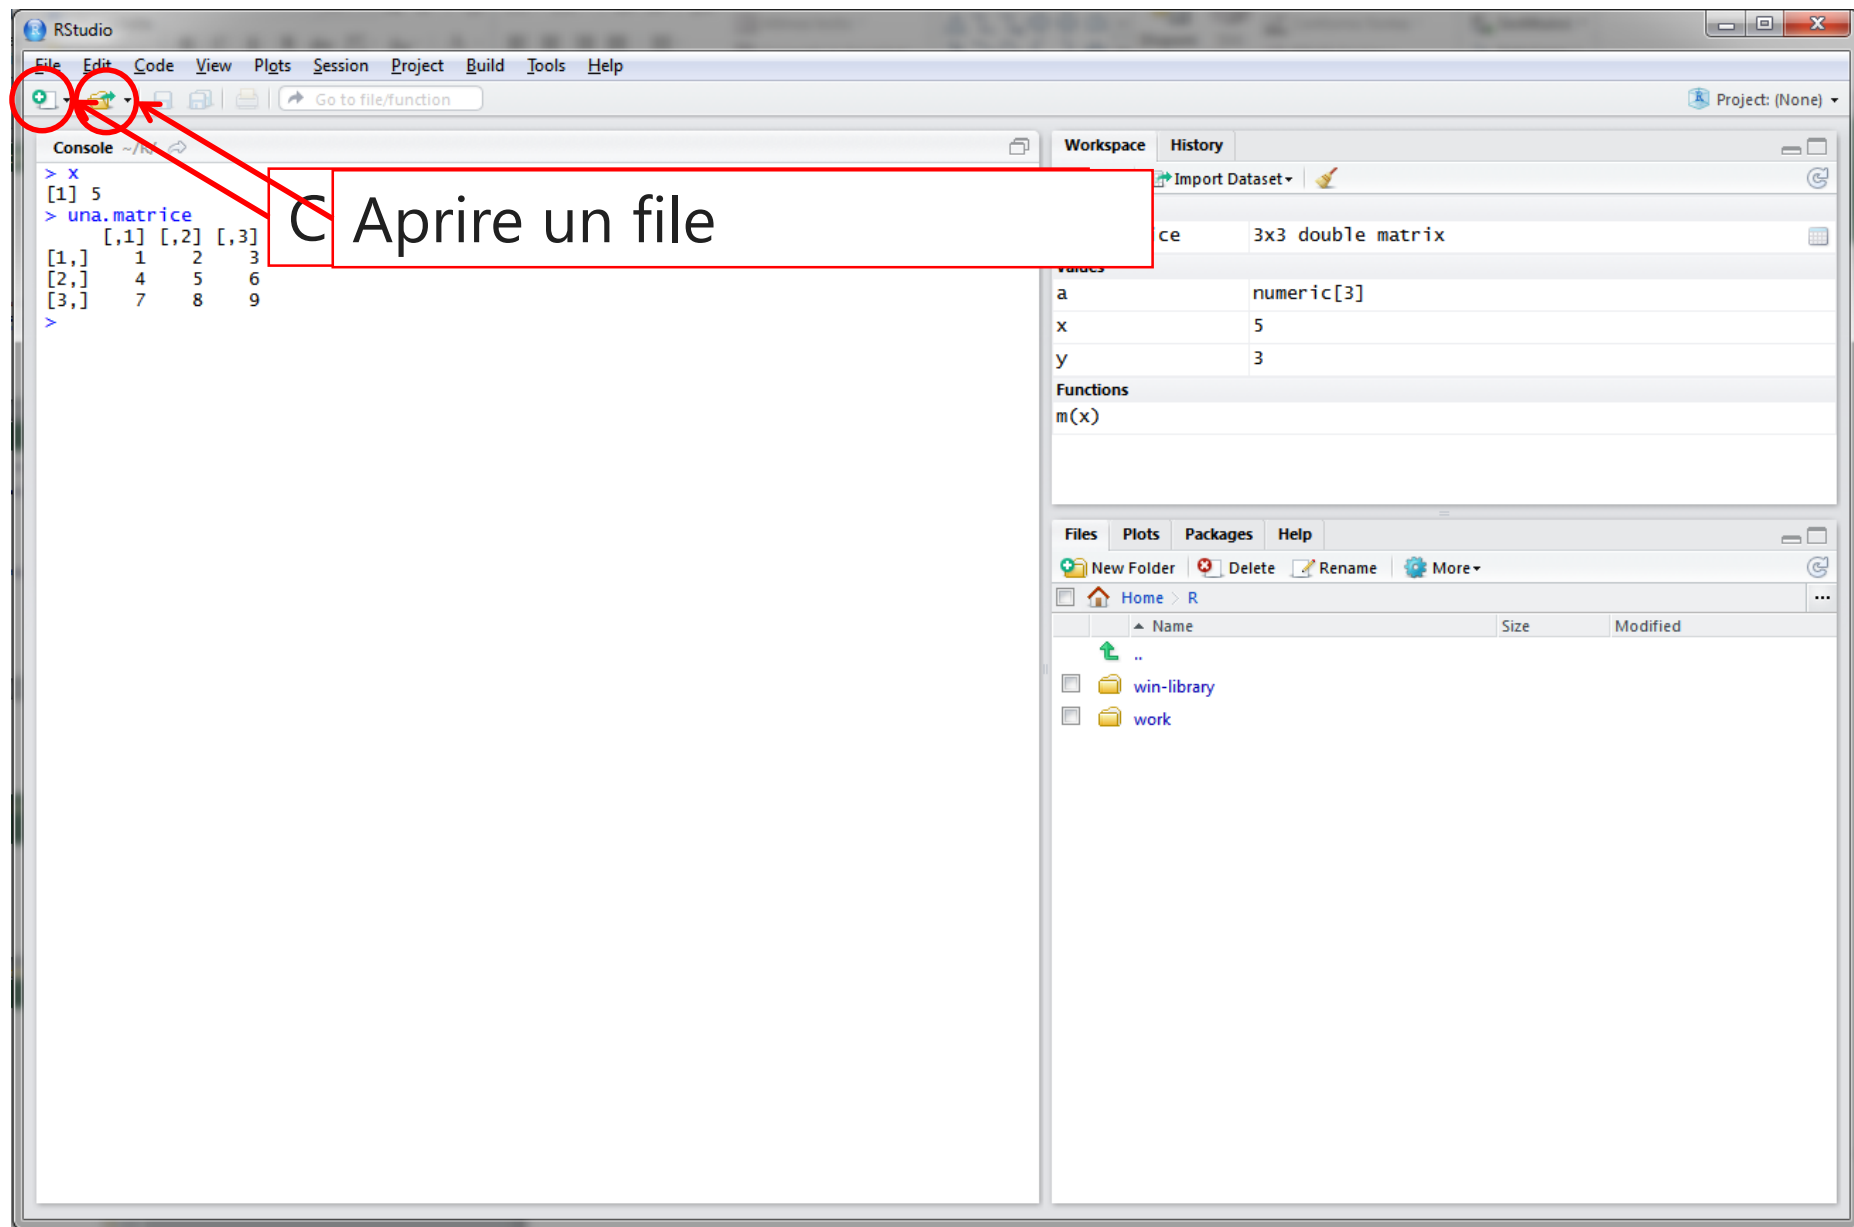 RStudio
File Edit Code View Plots Session Project Build Tools Help
Go to file/function
Project: (None)
Console ~/R/
> x
[1] 5
> una.matrice
[,1] [,2] [,3]
[1,] 1 2 3
[2,] 4 5 6
[3,] 7 8 9
>
C
Aprire un file
Workspace History
Import Dataset
ce 3x3 double matrix
Values
a numeric[3]
x 5
y 3
Functions
m(x)
Files Plots Packages Help
New Folder Delete Rename More
Home R
Name Size Modified
..
win-library
work